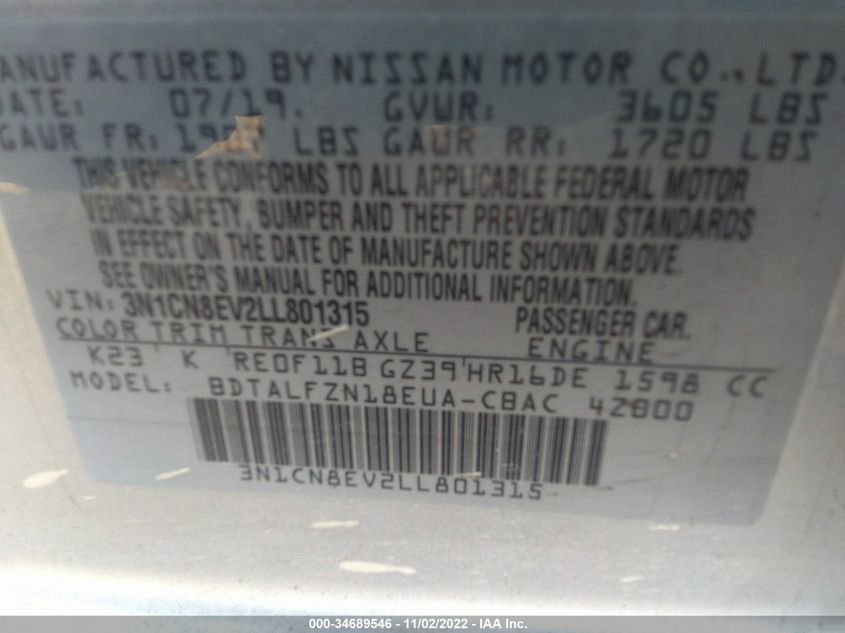 ANUFACTURED BY NISSAN MOTOR CO., LTD.
DATE: 07/19. GVWR: 3605 LBS
GAWR FR: LBS GAWR RR: 1720 LBS
THIS VEHICLE CONFORMS TO ALL APPLICABLE FEDERAL MOTOR
VEHICLE SAFETY, BUMPER AND THEFT PREVENTION STANDARDS
IN EFFECT ON THE DATE OF MANUFACTURE SHOWN ABOVE.
SEE OWNER'S MANUAL FOR ADDITIONAL INFORMATION.
VIN: 3N1CN8EV2LL801315 PASSENGER CAR.
COLOR TRIM TRANS AXLE ENGINE
K23 K RE0F11B GZ39 HR16DE 1598 CC
MODEL: BDTALFZN18EUA-CBAC 42000
3N1CN8EV2LL801315
000-34689546 - 11/02/2022 - IAA Inc.